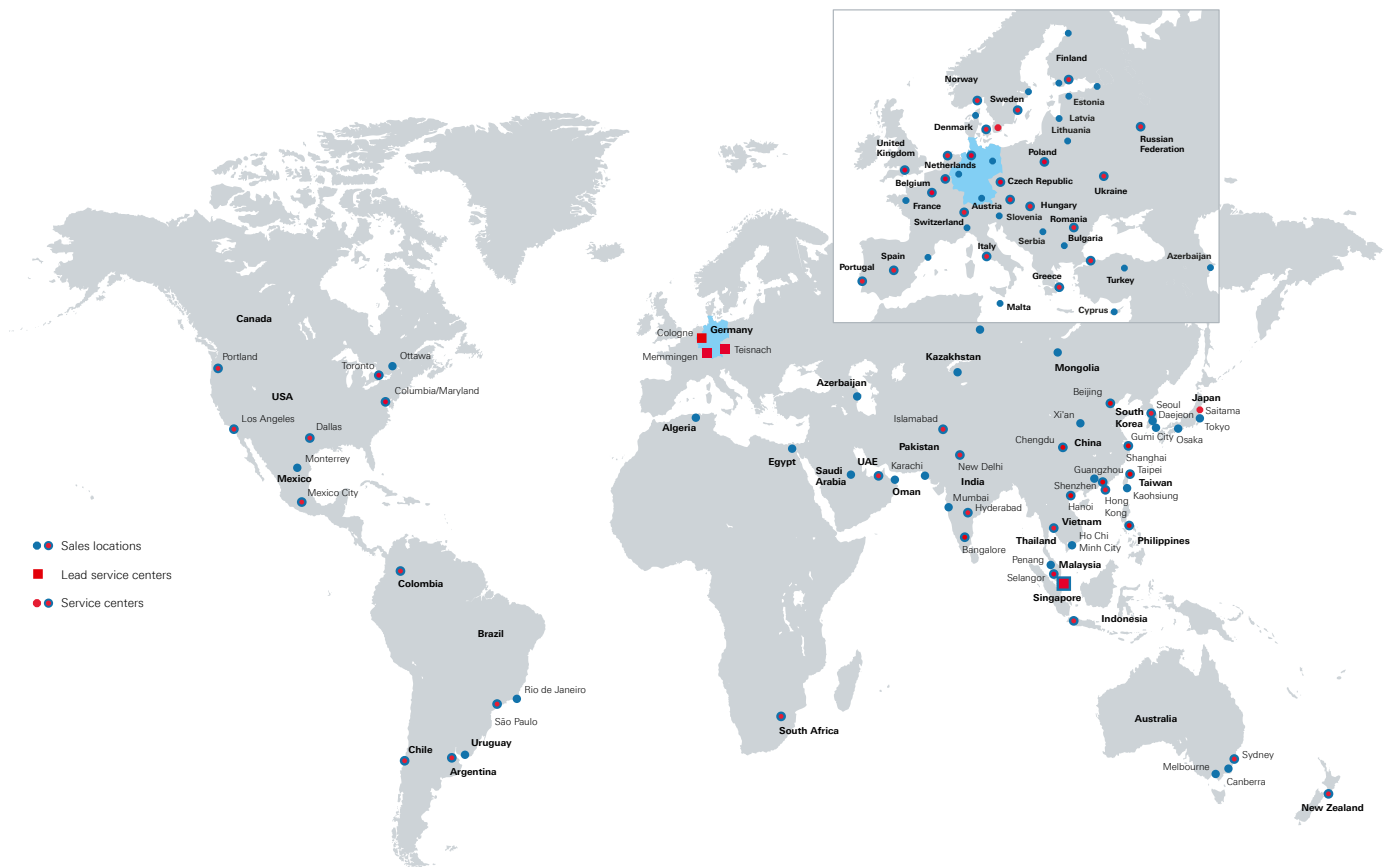 Finland
Norway
Sweden
Estonia
Latvia
Lithuania
Denmark
Russian
Federation
United
Kingdom
Poland
Netherlands
Belgium
Czech Republic
Ukraine
France
Austria
Hungary
Switzerland
Slovenia
Romania
Serbia
Bulgaria
Italy
Spain
Azerbaijan
Portugal
Greece
Turkey
Malta
Cyprus
Canada
Portland
Toronto
Ottawa
USA
Columbia/Maryland
Los Angeles
Dallas
Monterrey
Mexico
Mexico City
Cologne
Germany
Memmingen
Teisnach
Kazakhstan
Mongolia
Azerbaijan
Beijing
Japan
Algeria
Islamabad
Xi'an
South
Korea
Seoul
Daejeon
Saitama
Tokyo
Gumi City
Osaka
Pakistan
Chengdu
China
Shanghai
Egypt
Saudi
Arabia
UAE
Karachi
New Delhi
Guangzhou
Taipei
Oman
India
Shenzhen
Taiwan
Mumbai
Hyderabad
Hanoi
Hong
Kong
Kaohsiung
Vietnam
Bangalore
Thailand
Ho Chi
Minh City
Philippines
Penang
Malaysia
Selangor
Singapore
Indonesia
Sales locations
Lead service centers
Service centers
Colombia
Brazil
Rio de Janeiro
São Paulo
Chile
Uruguay
Argentina
South Africa
Australia
Sydney
Melbourne
Canberra
New Zealand